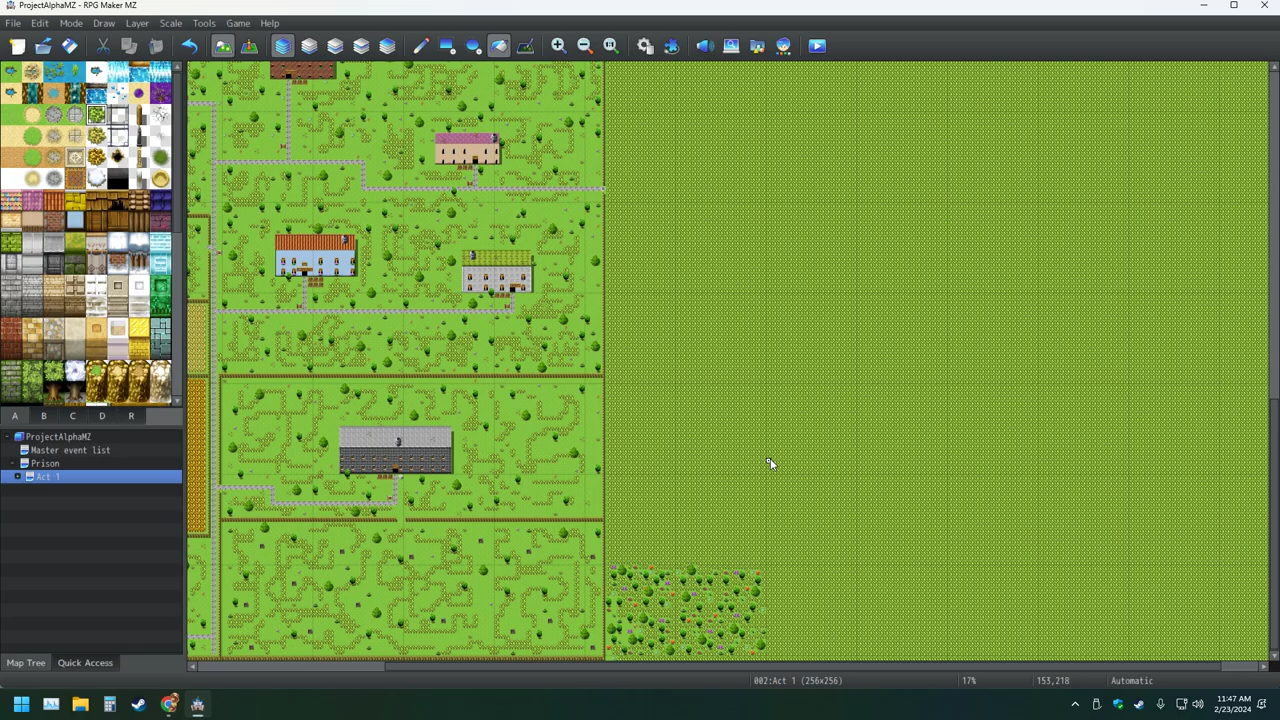 ProjectAlphaMZ - RPG Maker MZ
File Edit Mode Draw Layer Scale Tools Game Help
A B C D R
ProjectAlphaMZ
Master event list
Prison
Act 1
Map Tree Quick Access
002:Act 1 (256x256) 17% 153,218 Automatic
11:47 AM
2/23/2024